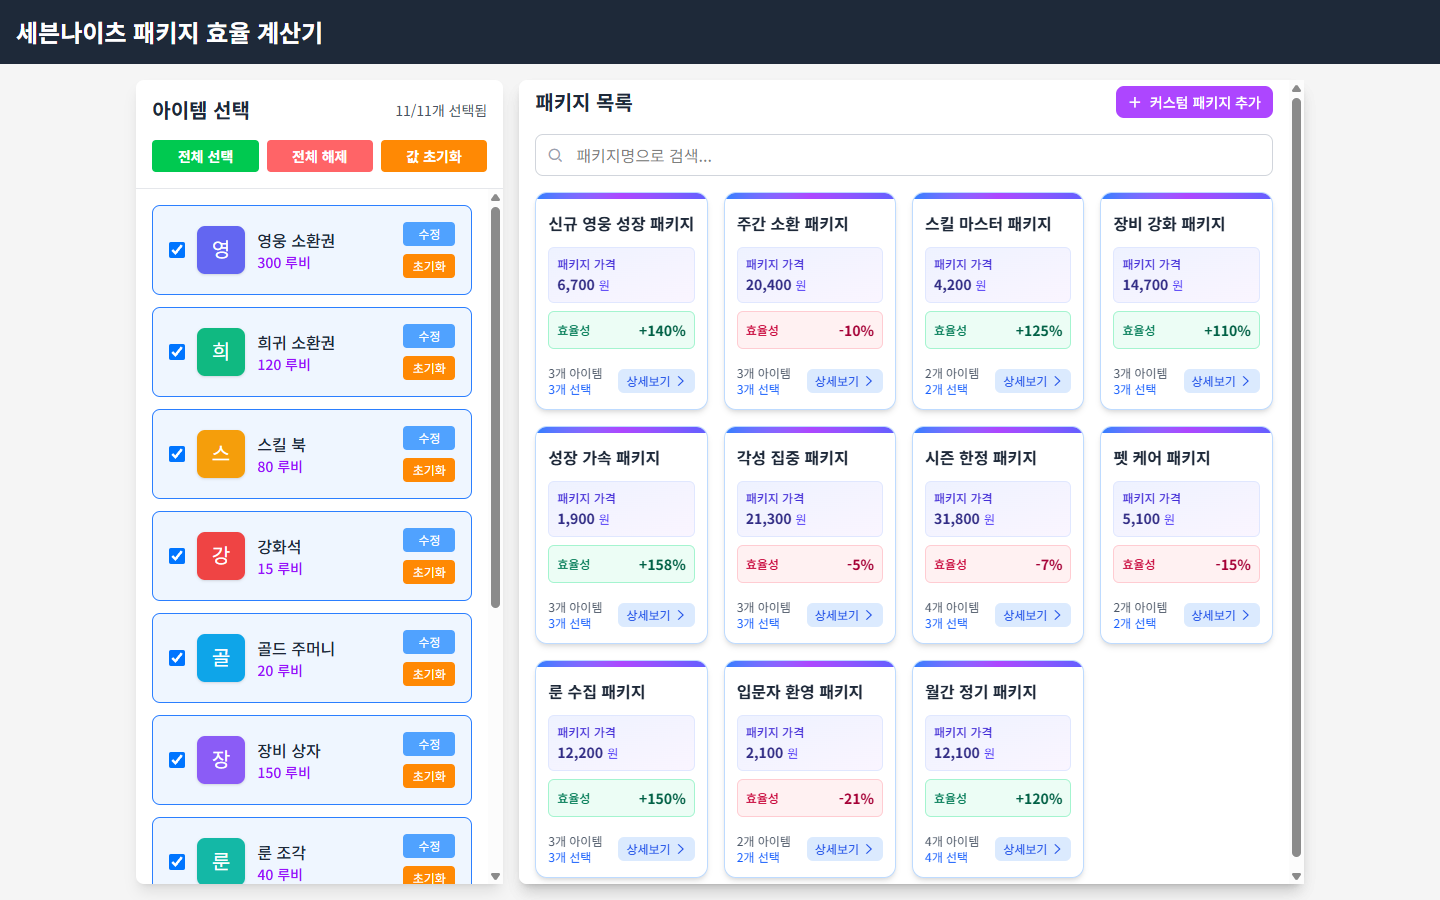 세븐나이츠 패키지 효율 계산기
아이템 선택
11/11개 선택됨
전체 선택
전체 해제
값 초기화
영
영웅 소환권
300 루비
수정
초기화
희
희귀 소환권
120 루비
수정
초기화
스
스킬 북
80 루비
수정
초기화
강
강화석
15 루비
수정
초기화
골
골드 주머니
20 루비
수정
초기화
장
장비 상자
150 루비
수정
초기화
룬
룬 조각
40 루비
수정
초기화
패키지 목록
+ 커스텀 패키지 추가
패키지명으로 검색...
신규 영웅 성장 패키지
패키지 가격
6,700 원
효율성 +140%
3개 아이템
3개 선택
상세보기
주간 소환 패키지
패키지 가격
20,400 원
효율성 -10%
3개 아이템
3개 선택
상세보기
스킬 마스터 패키지
패키지 가격
4,200 원
효율성 +125%
2개 아이템
2개 선택
상세보기
장비 강화 패키지
패키지 가격
14,700 원
효율성 +110%
3개 아이템
3개 선택
상세보기
성장 가속 패키지
패키지 가격
1,900 원
효율성 +158%
3개 아이템
3개 선택
상세보기
각성 집중 패키지
패키지 가격
21,300 원
효율성 -5%
3개 아이템
3개 선택
상세보기
시즌 한정 패키지
패키지 가격
31,800 원
효율성 -7%
4개 아이템
3개 선택
상세보기
펫 케어 패키지
패키지 가격
5,100 원
효율성 -15%
2개 아이템
2개 선택
상세보기
룬 수집 패키지
패키지 가격
12,200 원
효율성 +150%
3개 아이템
3개 선택
상세보기
입문자 환영 패키지
패키지 가격
2,100 원
효율성 -21%
2개 아이템
2개 선택
상세보기
월간 정기 패키지
패키지 가격
12,100 원
효율성 +120%
4개 아이템
4개 선택
상세보기